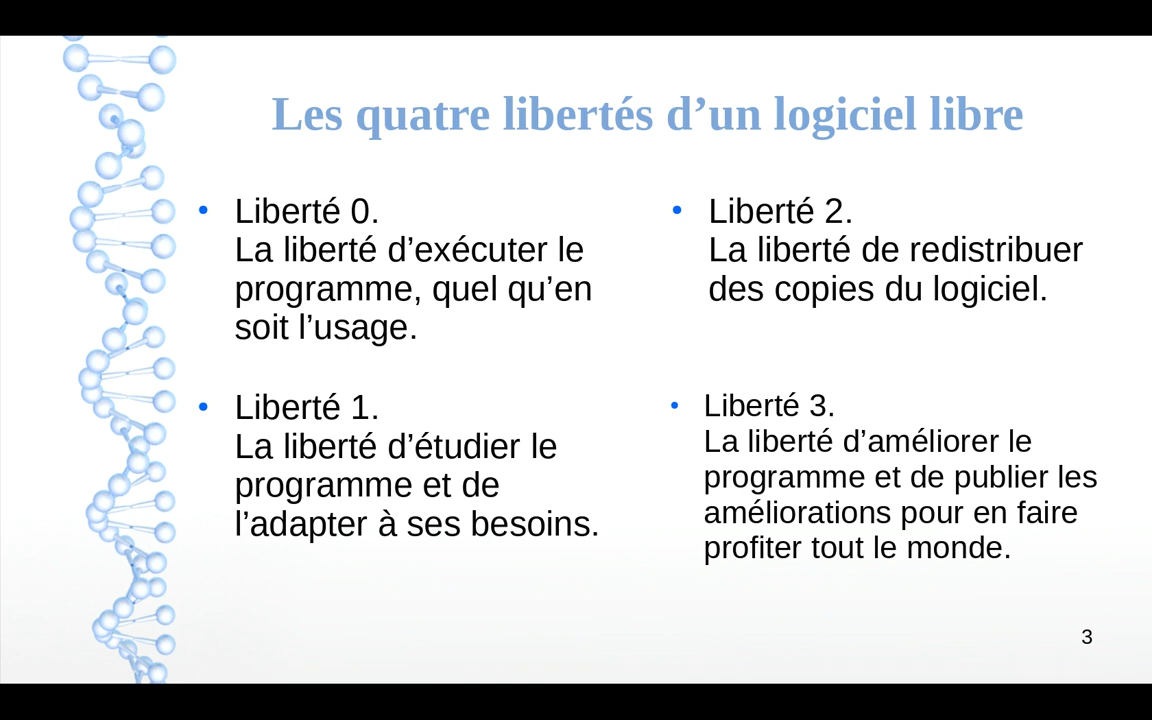 Les quatre libertés d’un logiciel libre
• Liberté 0.
La liberté d’exécuter le
programme, quel qu’en
soit l’usage.
• Liberté 1.
La liberté d’étudier le
programme et de
l’adapter à ses besoins.
• Liberté 2.
La liberté de redistribuer
des copies du logiciel.
• Liberté 3.
La liberté d’améliorer le
programme et de publier les
améliorations pour en faire
profiter tout le monde.
3